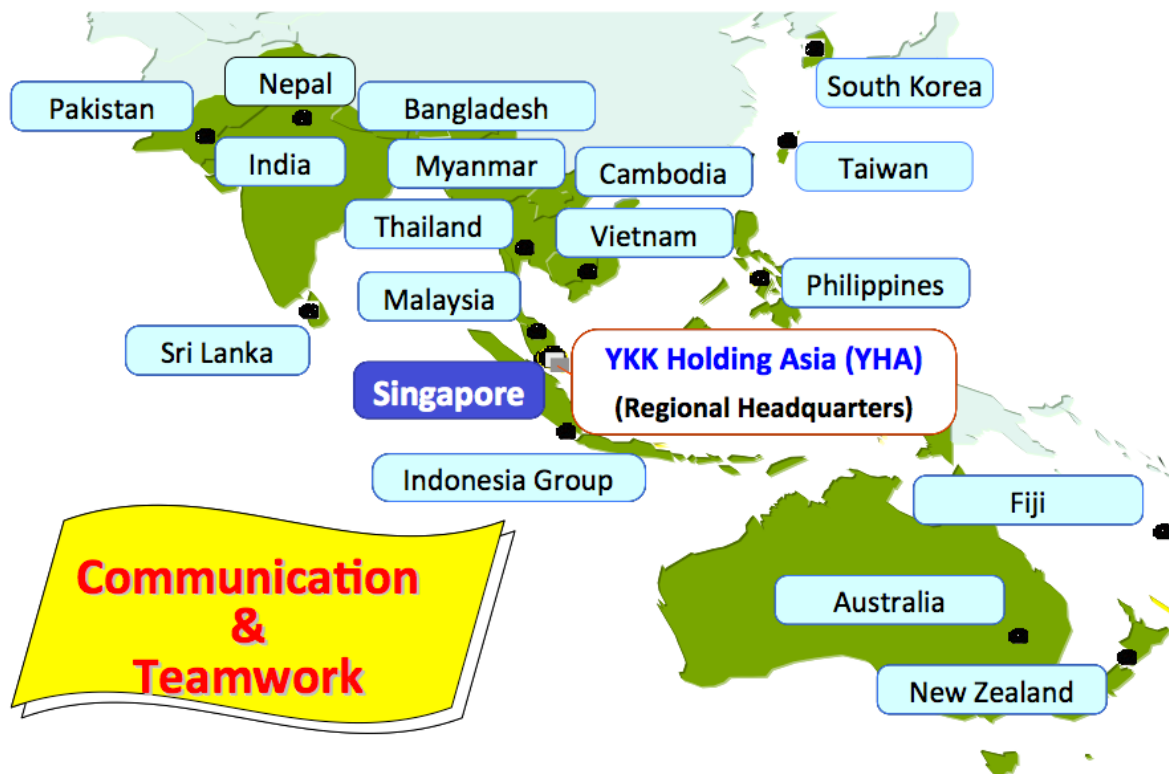 South Korea
Nepal
Pakistan
Bangladesh
India
Myanmar
Cambodia
Taiwan
Thailand
Vietnam
Malaysia
Philippines
Sri Lanka
YKK Holding Asia (YHA)
(Regional Headquarters)
Singapore
Indonesia Group
Fiji
Communication
&
Teamwork
Australia
New Zealand